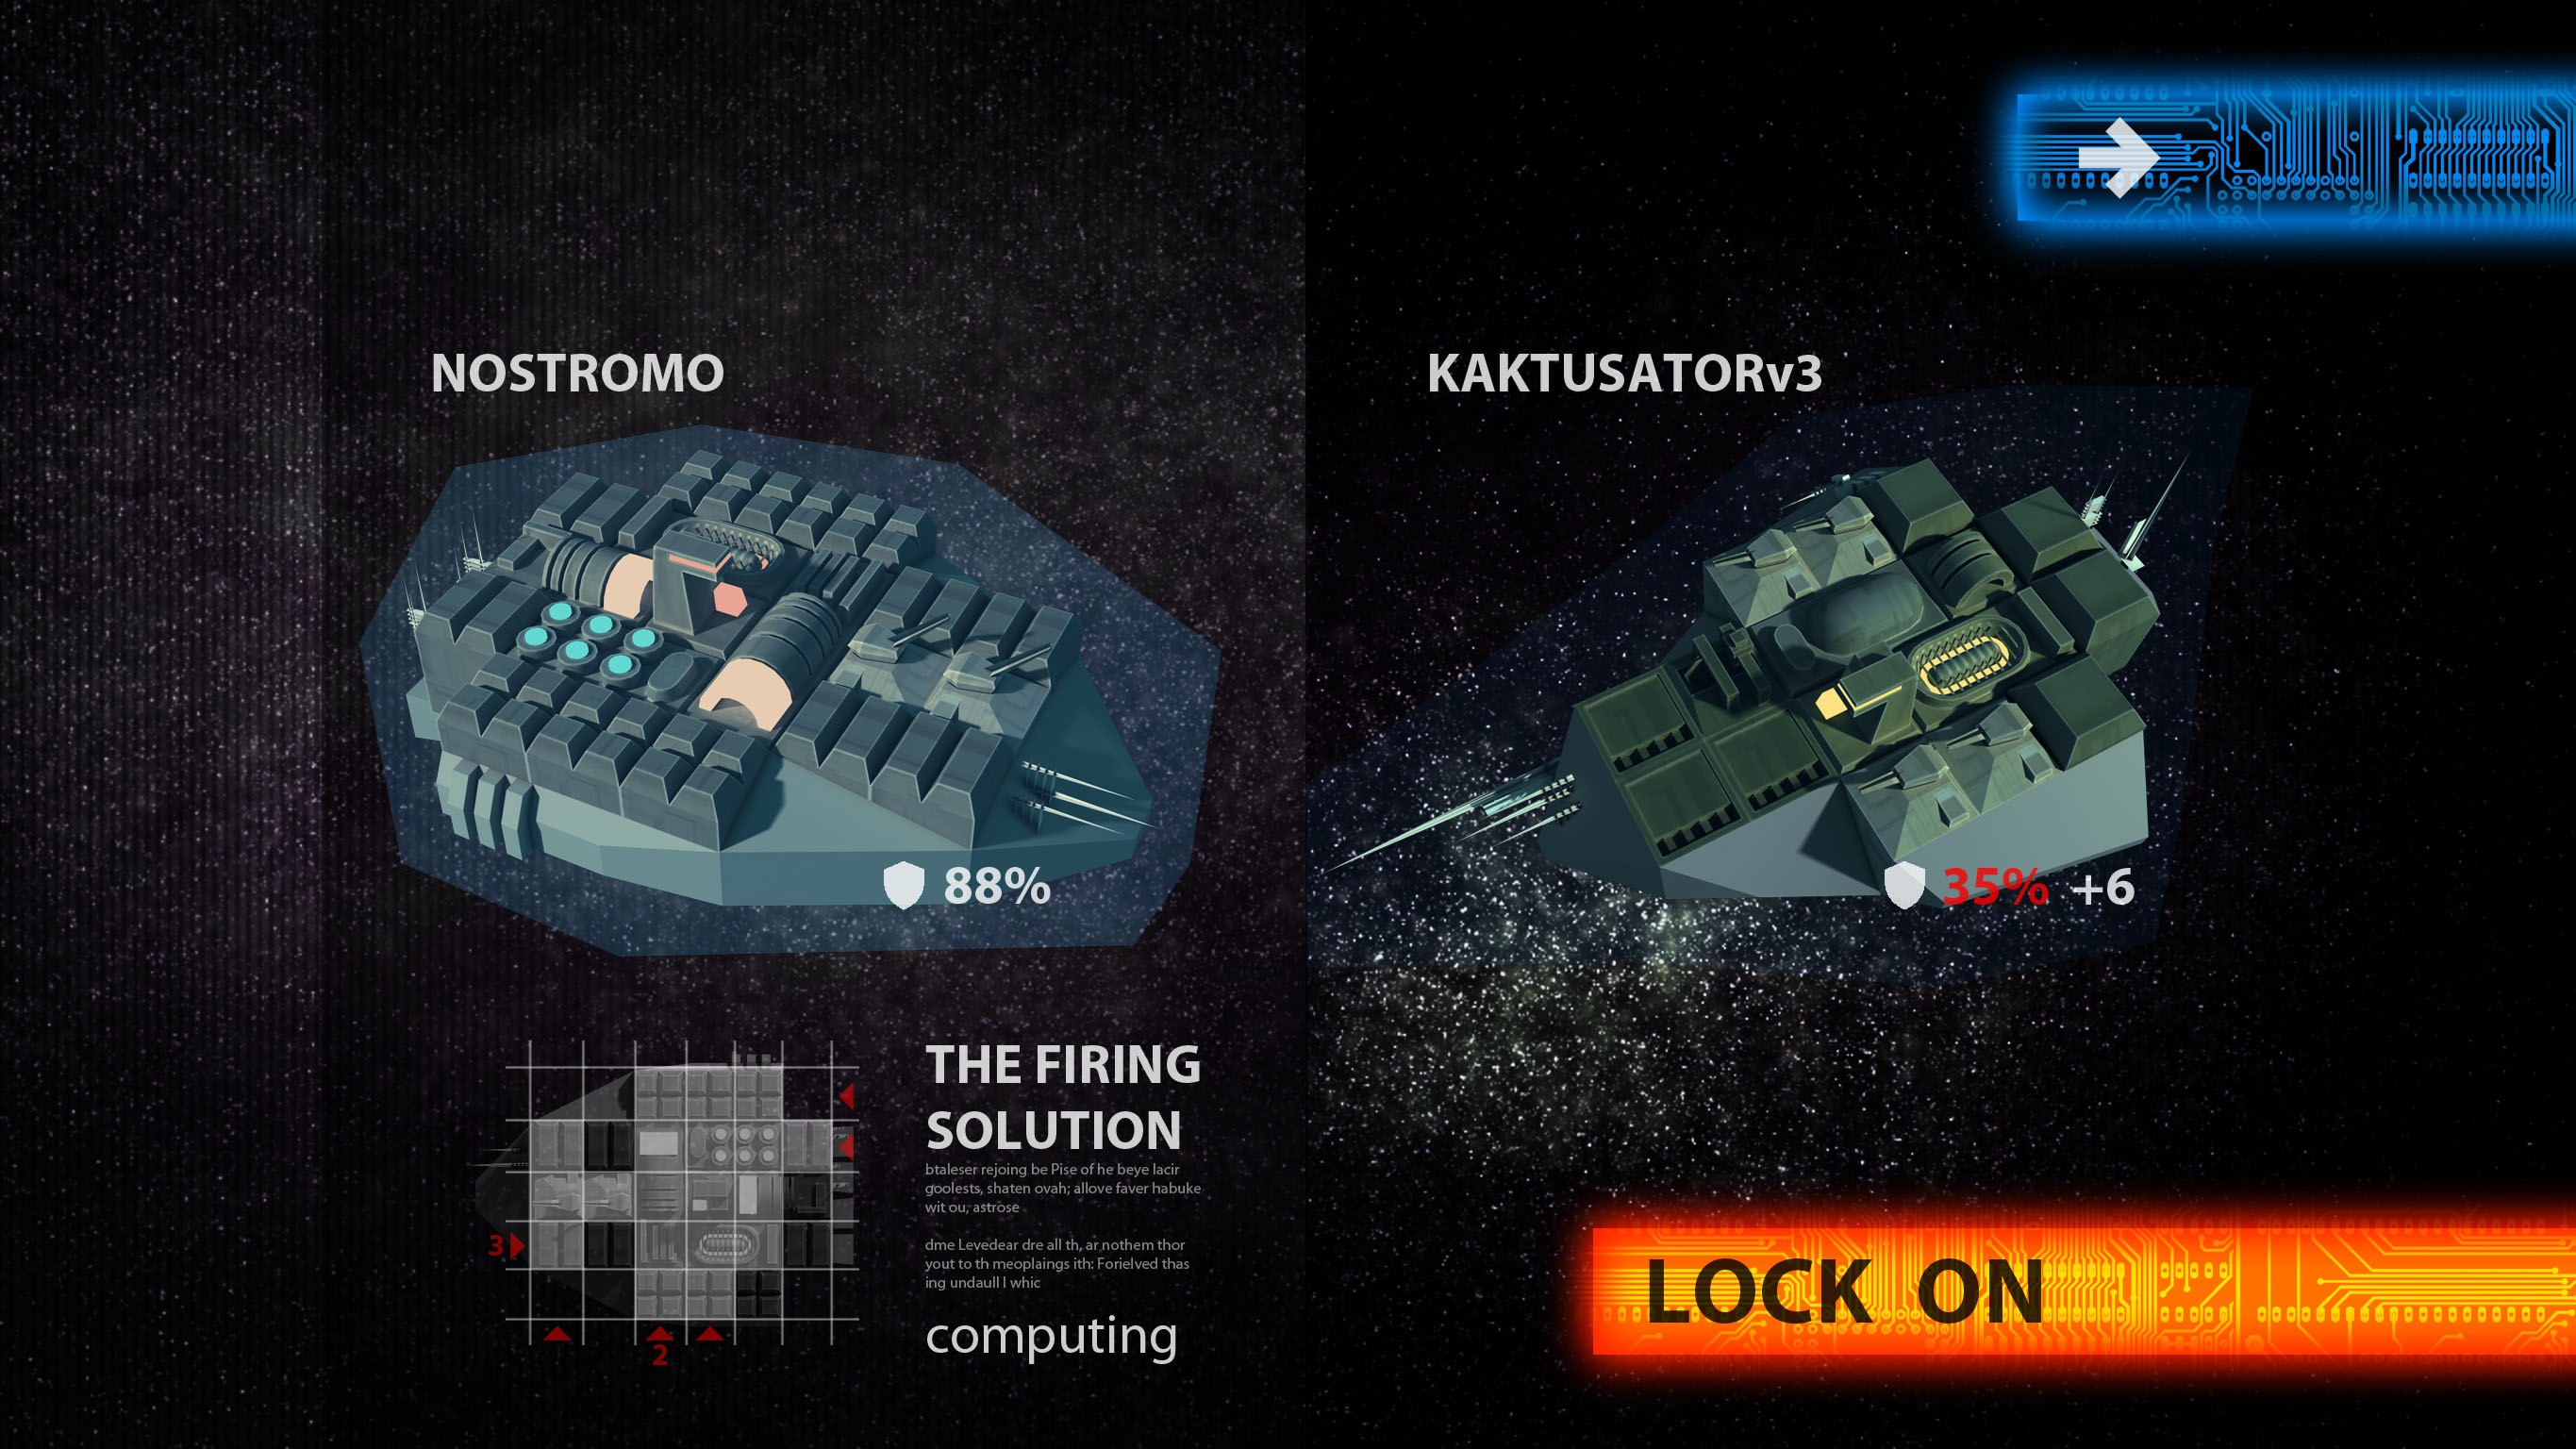 NOSTROMO
KAKTUSATORv3
88%
35% +6
THE FIRING
SOLUTION
btaleser rejoing be Pise of he beye lacir
goolests, shaten ovah; allove faver habuke
wit ou, astrose
dme Levedear dre all th, ar nothem thor
yout to th meoplaings ith: Forielved thas
ing undaull l whic
computing
3
2
LOCK ON